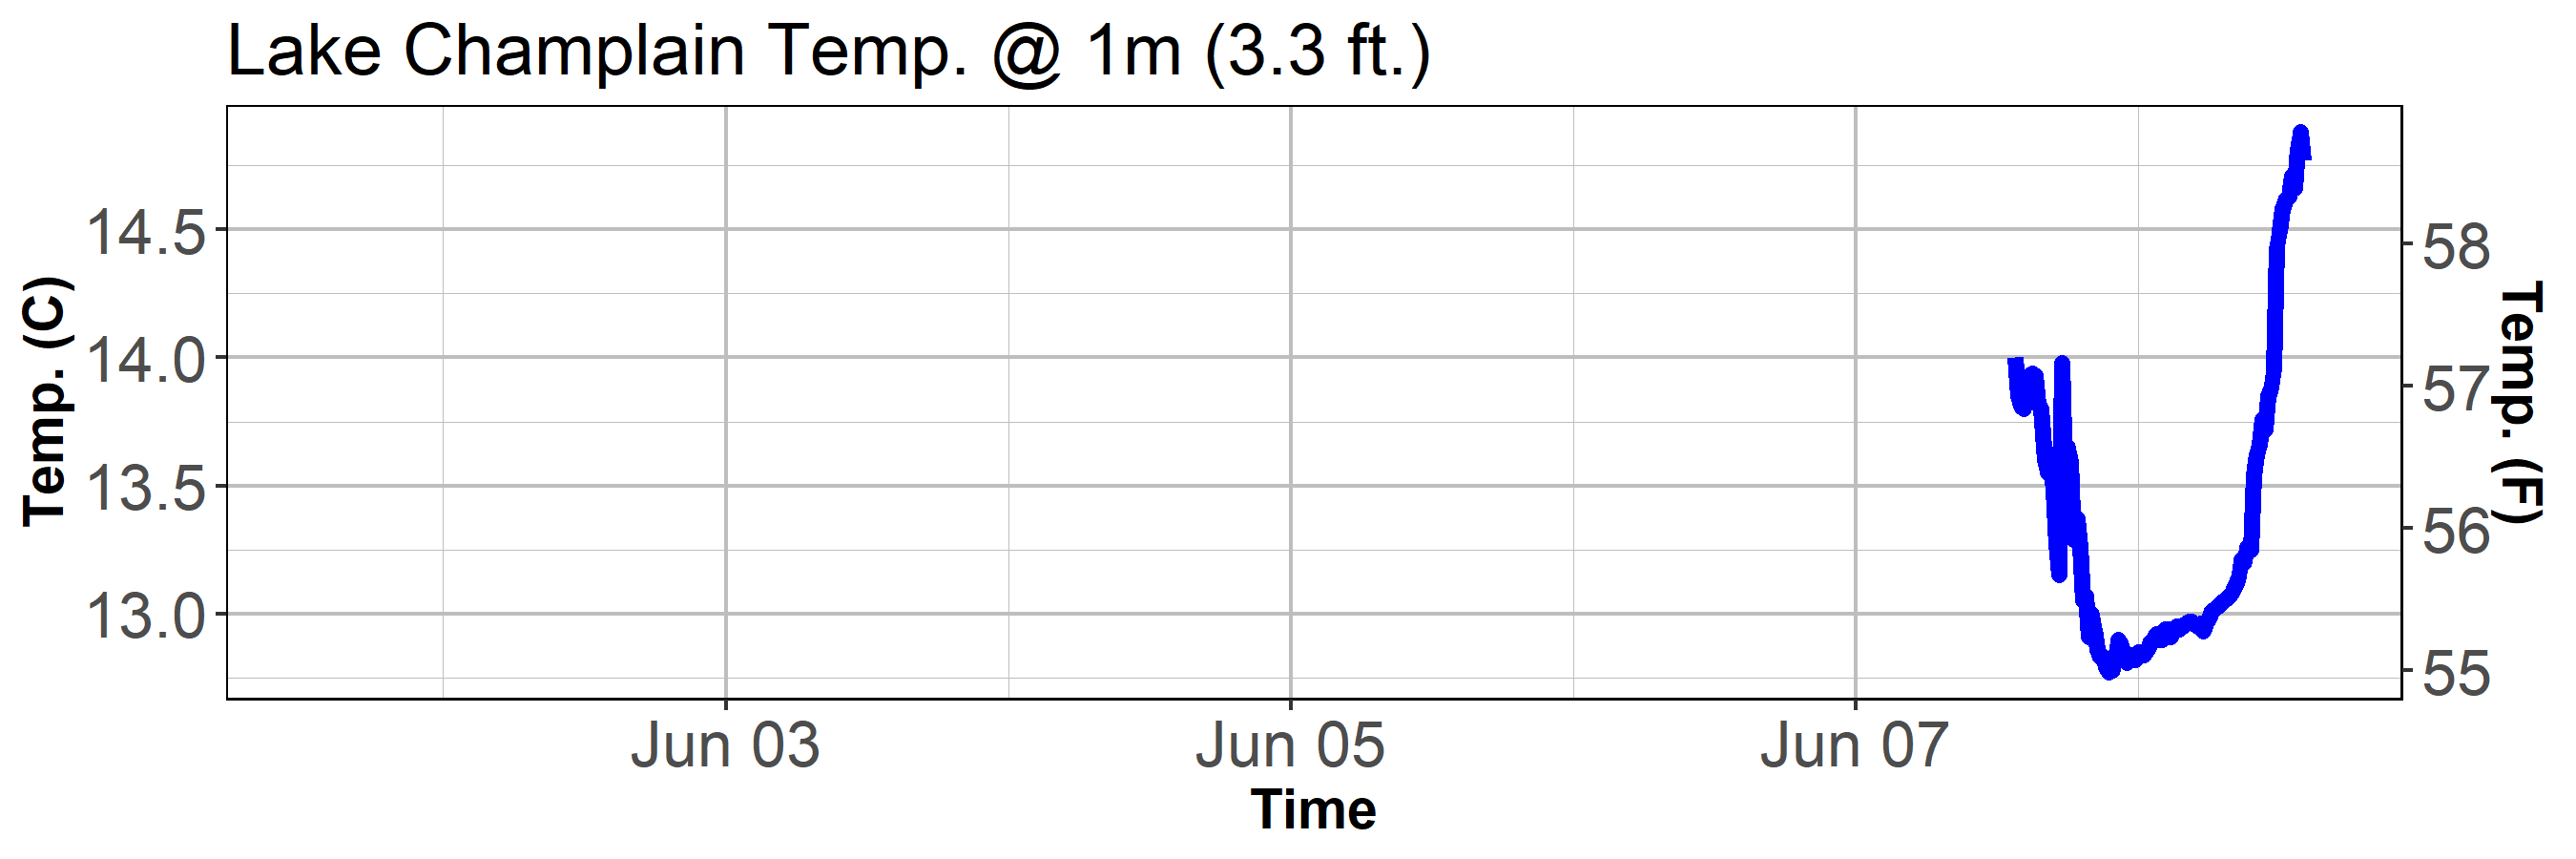 Lake Champlain Temp. @ 1m (3.3 ft.)
Temp. (C)
14.5
14.0
13.5
13.0
58
57
56
55
Temp. (F)
Jun 03
Jun 05
Jun 07
Time